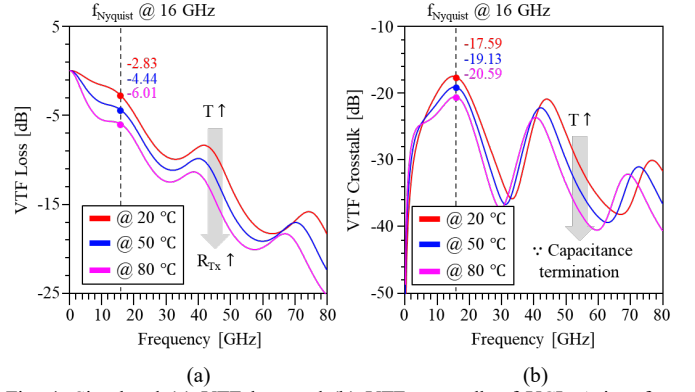 f_Nyquist @ 16 GHz
5
-5
-15
-25
VTF Loss [dB]
-2.83
-4.44
-6.01
T↑
R_Tx ↑
@ 20 ℃
@ 50 ℃
@ 80 ℃
0 10 20 30 40 50 60 70 80
Frequency [GHz]
(a)
f_Nyquist @ 16 GHz
-10
-20
-30
-40
-50
VTF Crosstalk [dB]
-17.59
-19.13
-20.59
T↑
∵ Capacitance
termination
@ 20 ℃
@ 50 ℃
@ 80 ℃
0 10 20 30 40 50 60 70 80
Frequency [GHz]
(b)